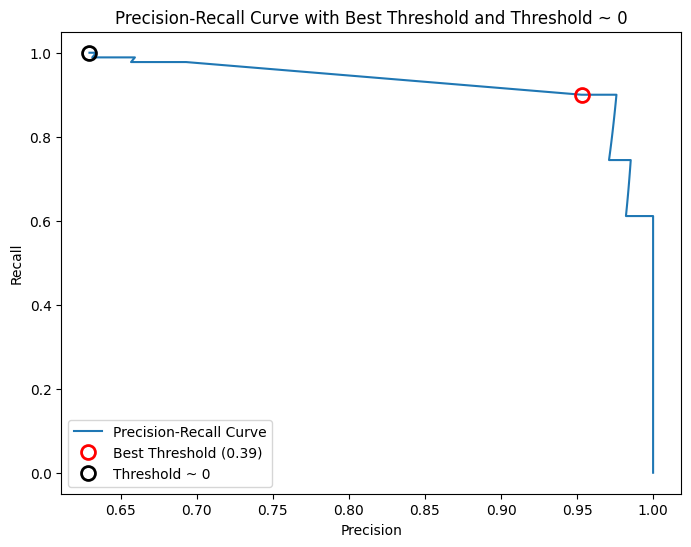 Precision-Recall Curve with Best Threshold and Threshold ~ 0
1.0
0.8
0.6
0.4
0.2
0.0
Recall
Precision-Recall Curve
Best Threshold (0.39)
Threshold ~ 0
0.65 0.70 0.75 0.80 0.85 0.90 0.95 1.00
Precision